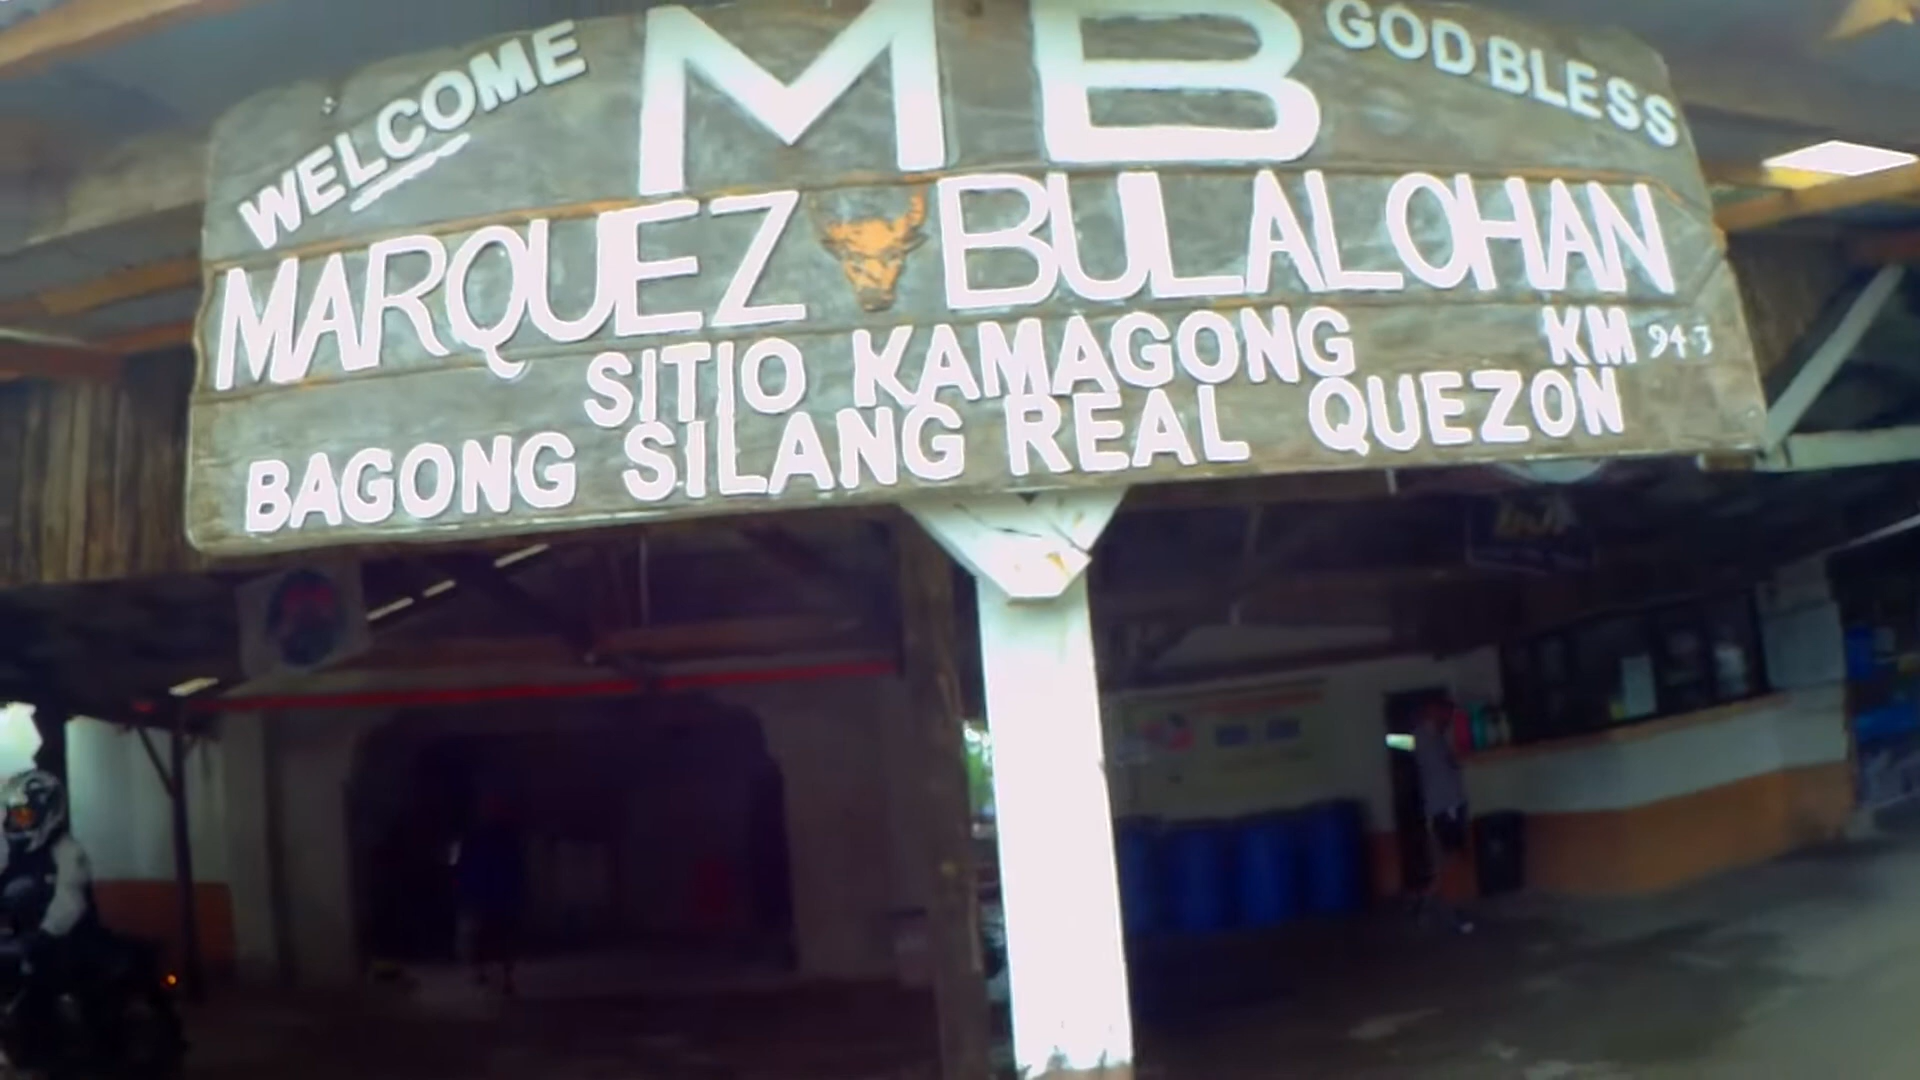 WELCOME
MB
GOD BLESS
MARQUEZ BULALOHAN
SITIO KAMAGONG KM 94.3
BAGONG SILANG REAL QUEZON